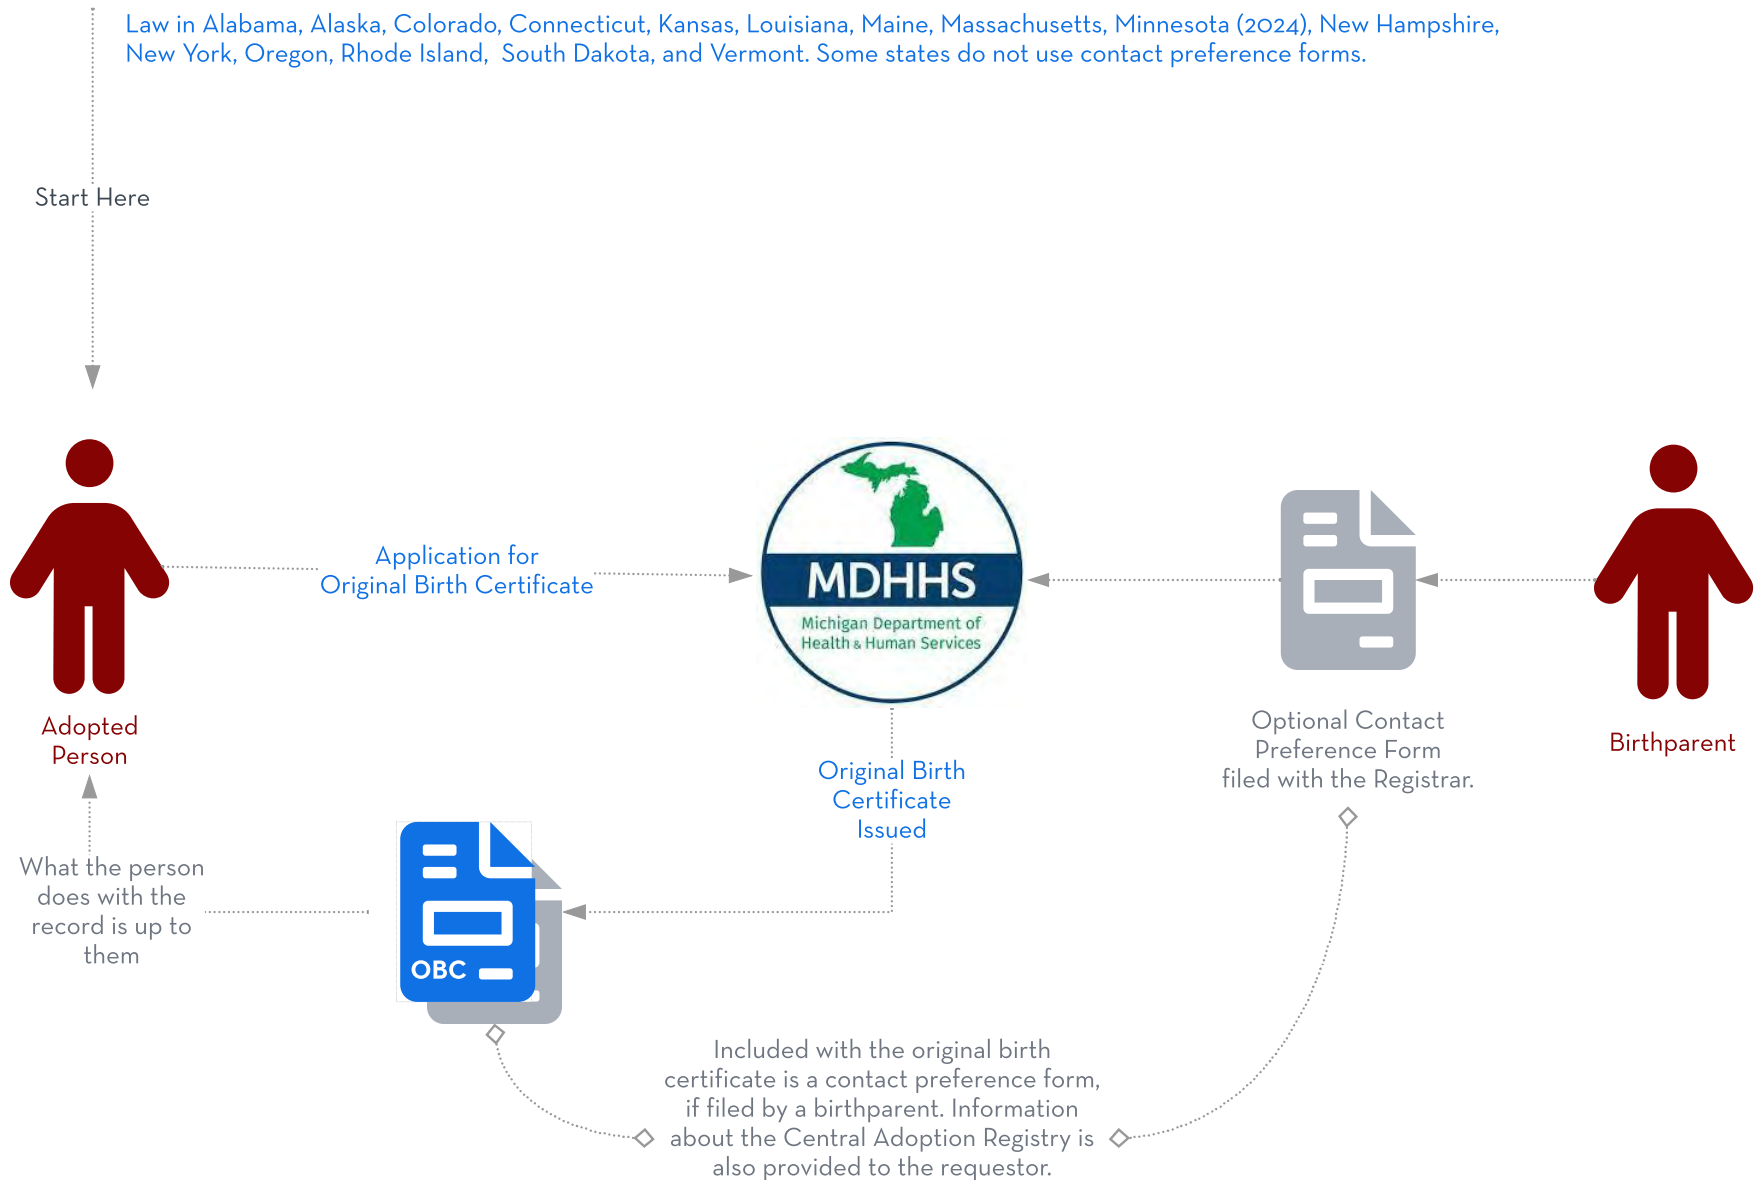 Law in Alabama, Alaska, Colorado, Connecticut, Kansas, Louisiana, Maine, Massachusetts, Minnesota (2024), New Hampshire,
New York, Oregon, Rhode Island,  South Dakota, and Vermont. Some states do not use contact preference forms.
Start Here
Application for
Original Birth Certificate
MDHHS
Michigan Department of
Health & Human Services
Adopted
Person
Optional Contact
Preference Form
filed with the Registrar.
Birthparent
Original Birth
Certificate
Issued
What the person
does with the
record is up to
them
OBC
Included with the original birth
certificate is a contact preference form,
if filed by a birthparent. Information
about the Central Adoption Registry is
also provided to the requestor.